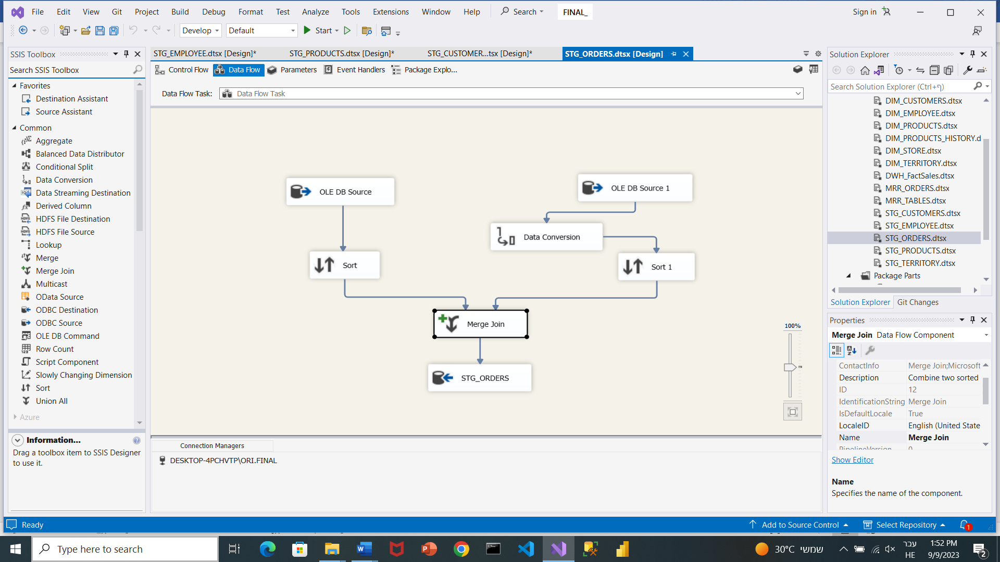 File Edit View Git Project Build Debug Format Test Analyze Tools Extensions Window Help Search FINAL_ Sign in
Develop Default Start
SSIS Toolbox
Search SSIS Toolbox
Favorites
Destination Assistant
Source Assistant
Common
Aggregate
Balanced Data Distributor
Conditional Split
Data Conversion
Data Streaming Destination
Derived Column
HDFS File Destination
HDFS File Source
Lookup
Merge
Merge Join
Multicast
OData Source
ODBC Destination
ODBC Source
OLE DB Command
Row Count
Script Component
Slowly Changing Dimension
Sort
Union All
Azure
Information...
Drag a toolbox item to SSIS Designer
to use it.
STG_EMPLOYEE.dtsx [Design]* STG_PRODUCTS.dtsx [Design]* STG_CUSTOMER...tsx [Design]* STG_ORDERS.dtsx [Design]
Control Flow Data Flow Parameters Event Handlers Package Explo...
Data Flow Task: Data Flow Task
OLE DB Source
OLE DB Source 1
Data Conversion
Sort
Sort 1
Merge Join
STG_ORDERS
100%
Connection Managers
DESKTOP-4PCHVTP\ORI.FINAL
Solution Explorer
Search Solution Explorer (Ctrl+ף)
DIM_CUSTOMERS.dtsx
DIM_EMPLOYEE.dtsx
DIM_PRODUCTS.dtsx
DIM_PRODUCTS_HISTORY.d
DIM_STORE.dtsx
DIM_TERRITORY.dtsx
DWH_FactSales.dtsx
MRR_ORDERS.dtsx
MRR_TABLES.dtsx
STG_CUSTOMERS.dtsx
STG_EMPLOYEE.dtsx
STG_ORDERS.dtsx
STG_PRODUCTS.dtsx
STG_TERRITORY.dtsx
Package Parts
Solution Explorer Git Changes
Properties
Merge Join Data Flow Component
ContactInfo Merge Join;Microsoft
Description Combine two sorted
ID 12
IdentificationString Merge Join
IsDefaultLocale True
LocaleID English (United State
Name Merge Join
PipelineVersion 0
Show Editor
Name
Specifies the name of the component.
Ready Add to Source Control Select Repository 1
Type here to search 30°C שמשי עבר HE 1:52 PM 9/9/2023 2